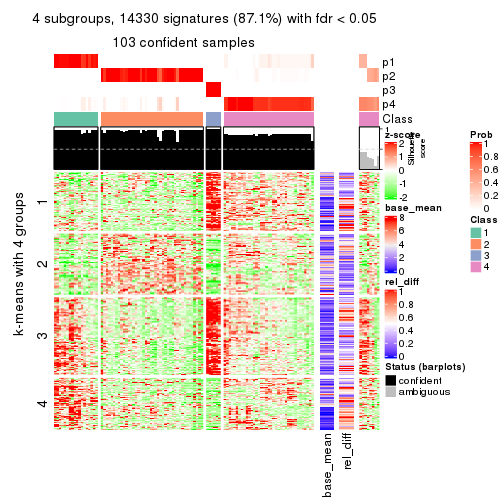 4 subgroups, 14330 signatures (87.1%) with fdr < 0.05
103 confident samples
p1
p2
p3
p4
Class
1
Silhouette
score
z-score
2
1
0
-1
-2
Prob
1
0.8
0.6
0.4
0.2
0
base_mean
8
6
4
2
0
Class
1
2
3
4
rel_diff
1
0.8
0.6
0.4
0.2
0
Status (barplots)
confident
ambiguous
k-means with 4 groups
1
2
3
4
base_mean
rel_diff